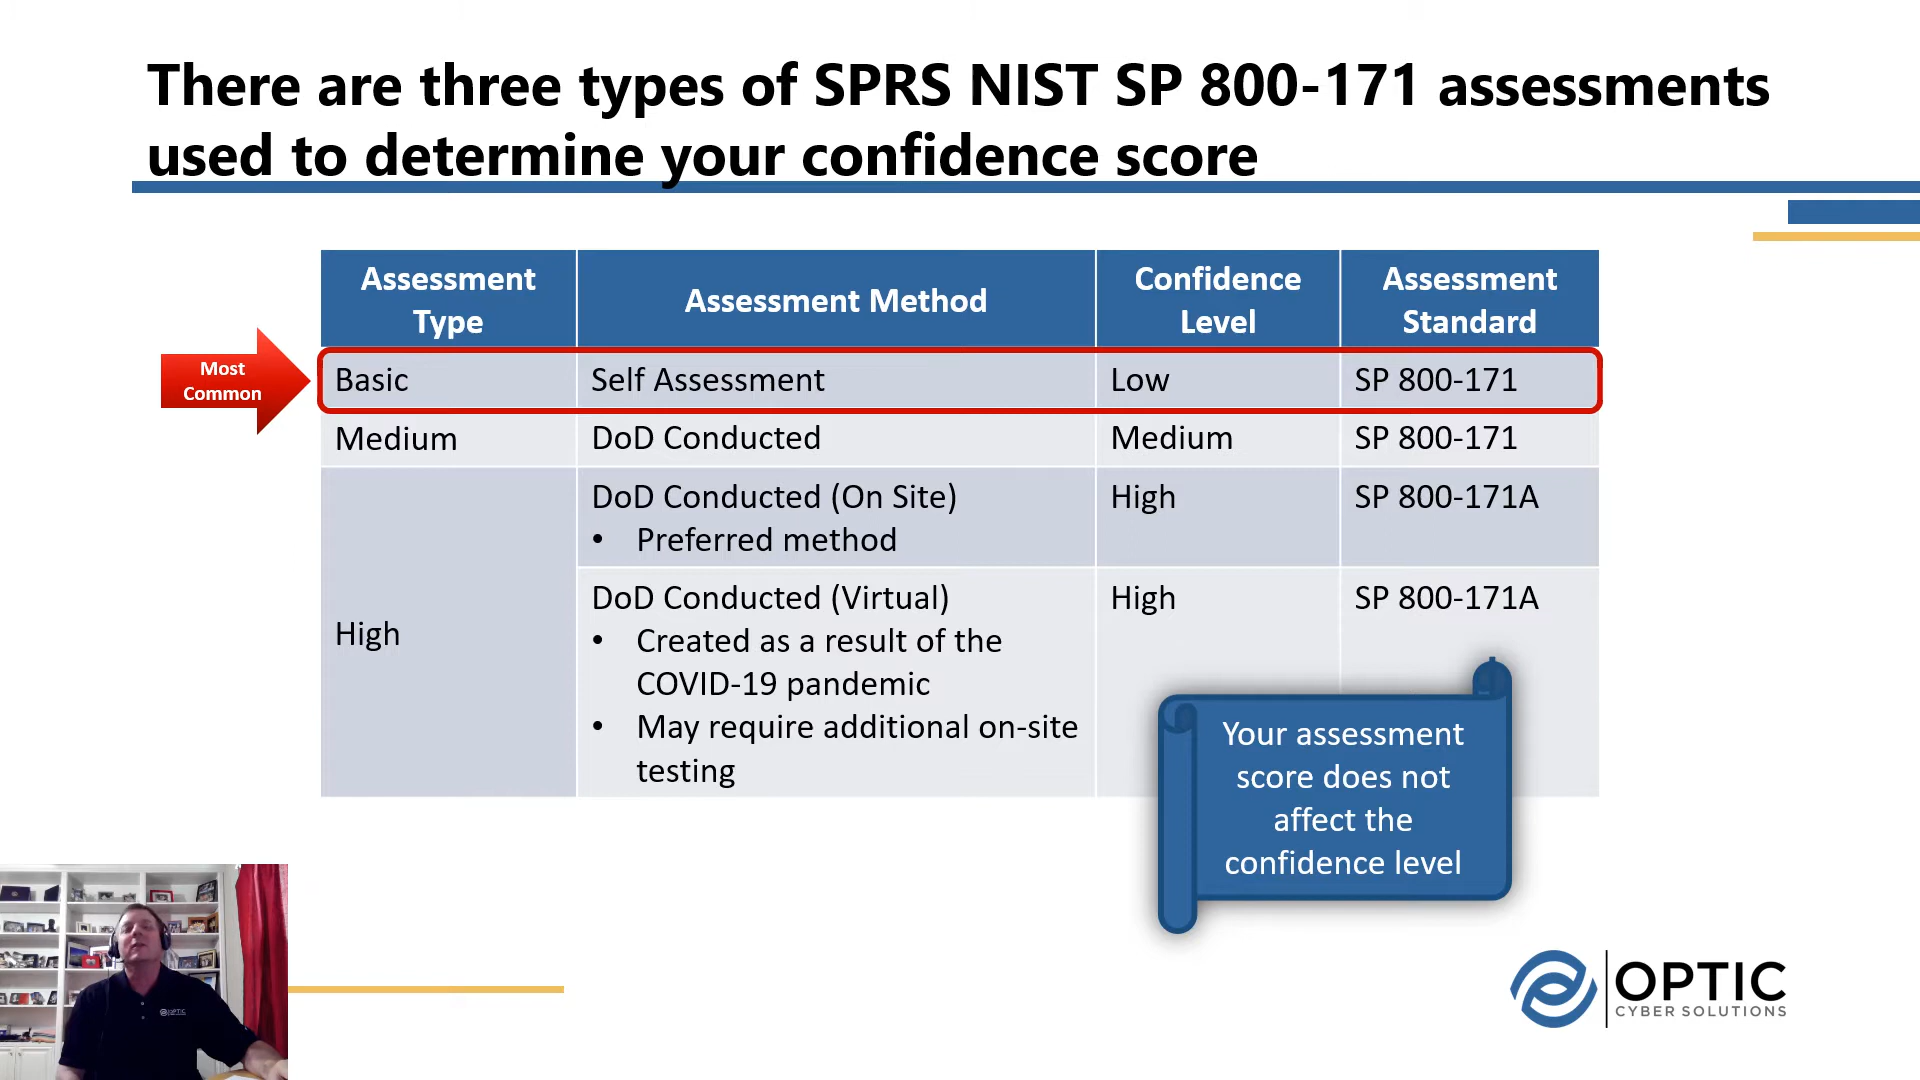 There are three types of SPRS NIST SP 800-171 assessments
used to determine your confidence score
Assessment
Type
Assessment Method
Confidence
Level
Assessment
Standard
Most
Common
Basic
Self Assessment
Low
SP 800-171
Medium
DoD Conducted
Medium
SP 800-171
High
DoD Conducted (On Site)
• Preferred method
High
SP 800-171A
DoD Conducted (Virtual)
• Created as a result of the
COVID-19 pandemic
• May require additional on-site
testing
High
SP 800-171A
Your assessment
score does not
affect the
confidence level
OPTIC
OPTIC
CYBER SOLUTIONS